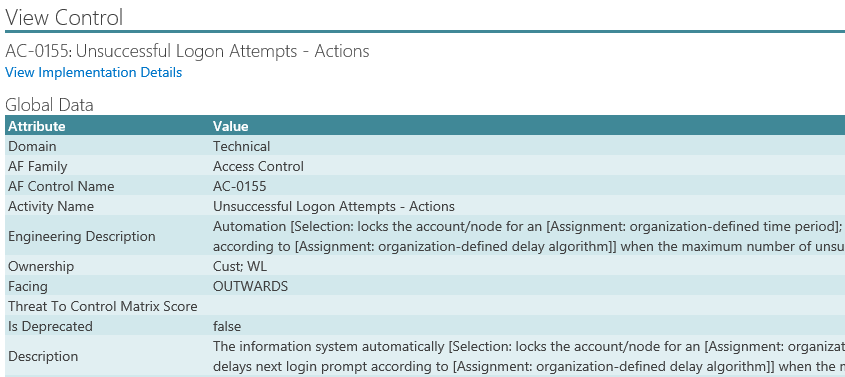 View Control
AC-0155: Unsuccessful Logon Attempts - Actions
View Implementation Details
Global Data
Attribute Value
Domain Technical
AF Family Access Control
AF Control Name AC-0155
Activity Name Unsuccessful Logon Attempts - Actions
Engineering Description Automation [Selection: locks the account/node for an [Assignment: organization-defined time period];
according to [Assignment: organization-defined delay algorithm]] when the maximum number of unsu
Ownership Cust; WL
Facing OUTWARDS
Threat To Control Matrix Score
Is Deprecated false
Description The information system automatically [Selection: locks the account/node for an [Assignment: organizat
delays next login prompt according to [Assignment: organization-defined delay algorithm]] when the